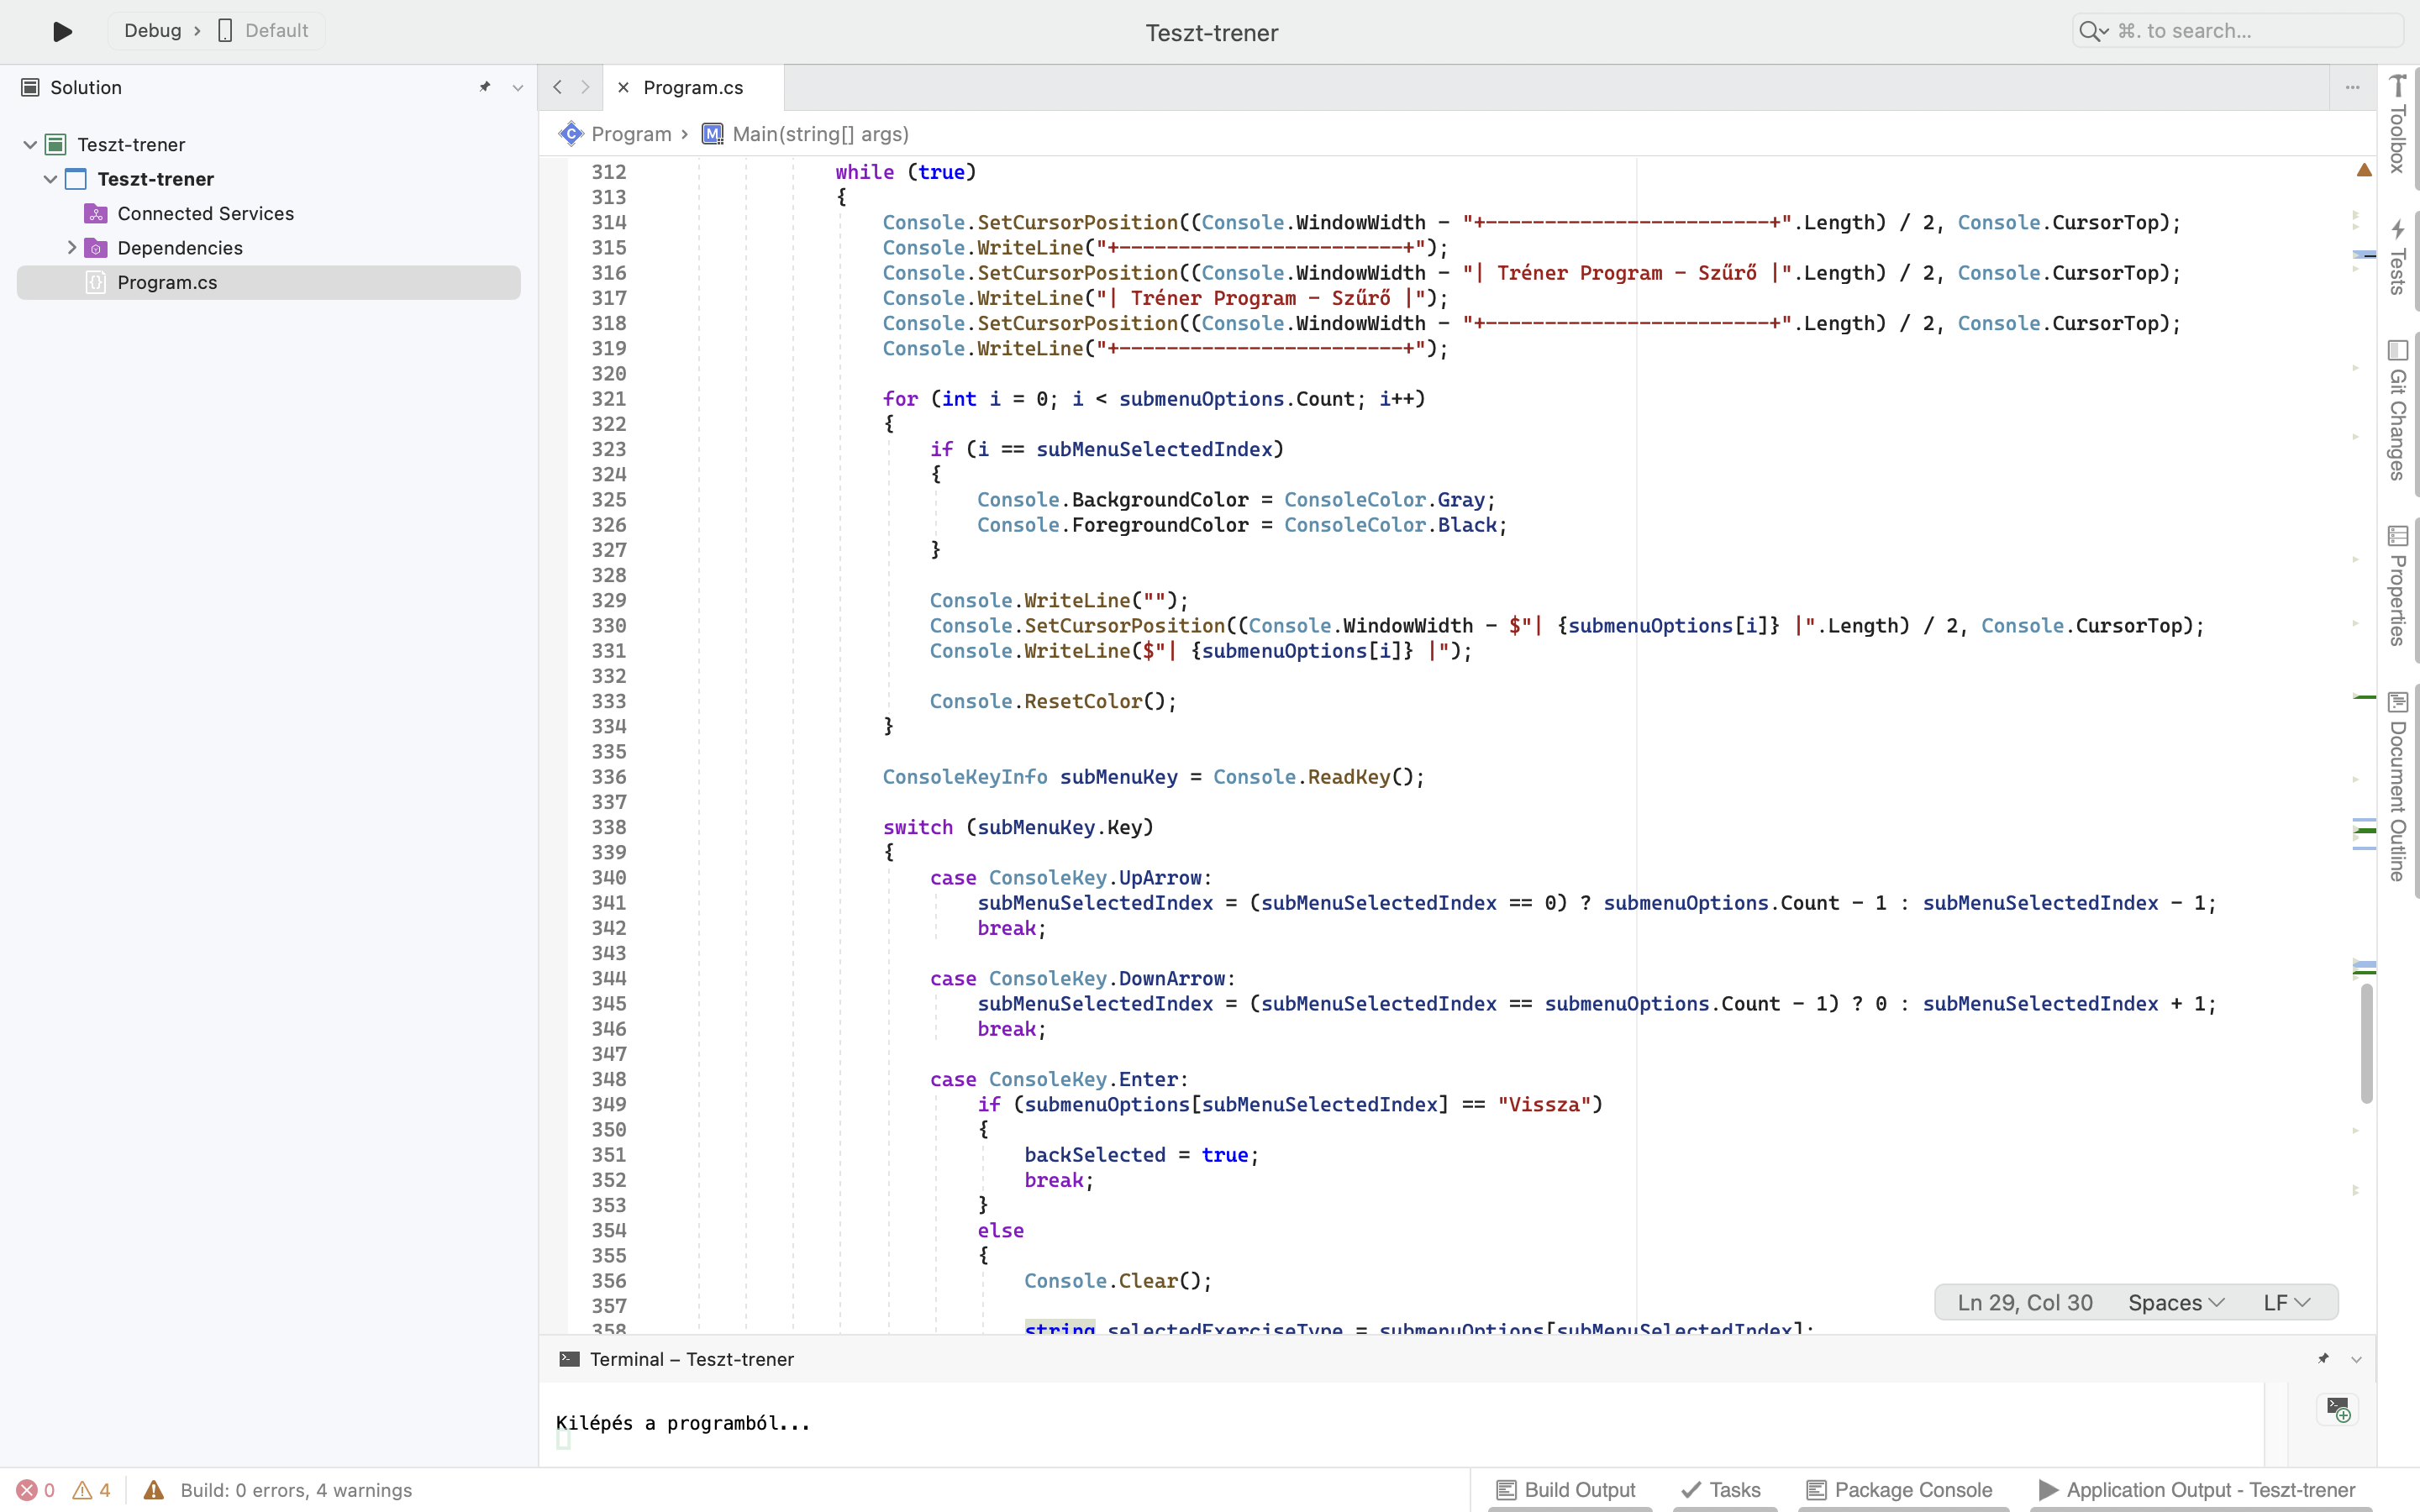 Debug › Default
Teszt-trener
⌘. to search...
Solution
Program.cs
Teszt-trener
Teszt-trener
Connected Services
Dependencies
Program.cs
Program › Main(string[] args)
312 while (true)
313 {
314 Console.SetCursorPosition((Console.WindowWidth - "+------------------------+".Length) / 2, Console.CursorTop);
315 Console.WriteLine("+------------------------+");
316 Console.SetCursorPosition((Console.WindowWidth - "| Tréner Program - Szűrő |".Length) / 2, Console.CursorTop);
317 Console.WriteLine("| Tréner Program - Szűrő |");
318 Console.SetCursorPosition((Console.WindowWidth - "+------------------------+".Length) / 2, Console.CursorTop);
319 Console.WriteLine("+------------------------+");
320
321 for (int i = 0; i < submenuOptions.Count; i++)
322 {
323 if (i == subMenuSelectedIndex)
324 {
325 Console.BackgroundColor = ConsoleColor.Gray;
326 Console.ForegroundColor = ConsoleColor.Black;
327 }
328
329 Console.WriteLine("");
330 Console.SetCursorPosition((Console.WindowWidth - $"| {submenuOptions[i]} |".Length) / 2, Console.CursorTop);
331 Console.WriteLine($"| {submenuOptions[i]} |");
332
333 Console.ResetColor();
334 }
335
336 ConsoleKeyInfo subMenuKey = Console.ReadKey();
337
338 switch (subMenuKey.Key)
339 {
340 case ConsoleKey.UpArrow:
341 subMenuSelectedIndex = (subMenuSelectedIndex == 0) ? submenuOptions.Count - 1 : subMenuSelectedIndex - 1;
342 break;
343
344 case ConsoleKey.DownArrow:
345 subMenuSelectedIndex = (subMenuSelectedIndex == submenuOptions.Count - 1) ? 0 : subMenuSelectedIndex + 1;
346 break;
347
348 case ConsoleKey.Enter:
349 if (submenuOptions[subMenuSelectedIndex] == "Vissza")
350 {
351 backSelected = true;
352 break;
353 }
354 else
355 {
356 Console.Clear();
357
358 string selectedExerciseType = submenuOptions[subMenuSelectedIndex];
Ln 29, Col 30 Spaces LF
Toolbox
Tests
Git Changes
Properties
Document Outline
Terminal – Teszt-trener
Kilépés a programból...
0 4 Build: 0 errors, 4 warnings
Build Output Tasks Package Console Application Output - Teszt-trener